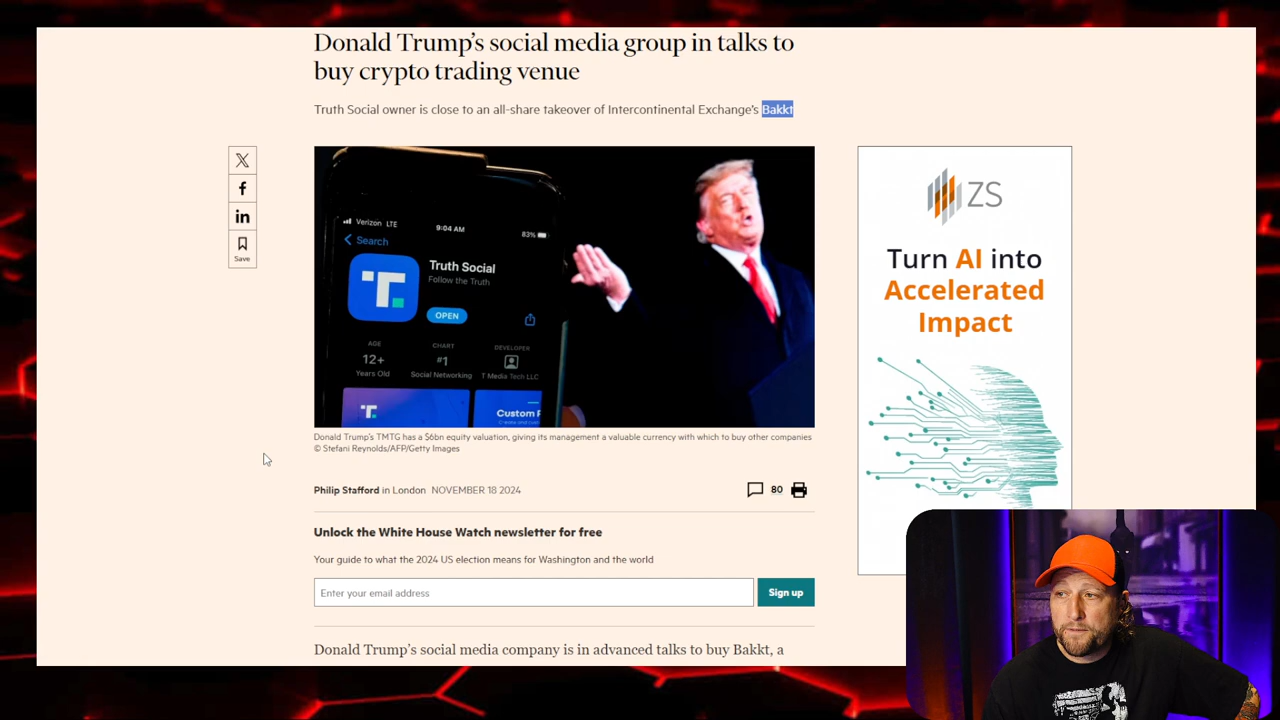 Donald Trump’s social media group in talks to
buy crypto trading venue
Truth Social owner is close to an all-share takeover of Intercontinental Exchange’s Bakkt
Save
Verizon LTE
9:04 AM
83%
Search
Truth Social
Follow the Truth
OPEN
AGE
12+
Years Old
CHART
#1
Social Networking
DEVELOPER
T Media Tech LLC
Donald Trump’s TMTG has a $6bn equity valuation, giving its management a valuable currency with which to buy other companies
© Stefani Reynolds/AFP/Getty Images
Philip Stafford in London NOVEMBER 18 2024
80
Unlock the White House Watch newsletter for free
Your guide to what the 2024 US election means for Washington and the world
Enter your email address
Sign up
Donald Trump’s social media company is in advanced talks to buy Bakkt, a
ZS
Turn AI into
Accelerated
Impact